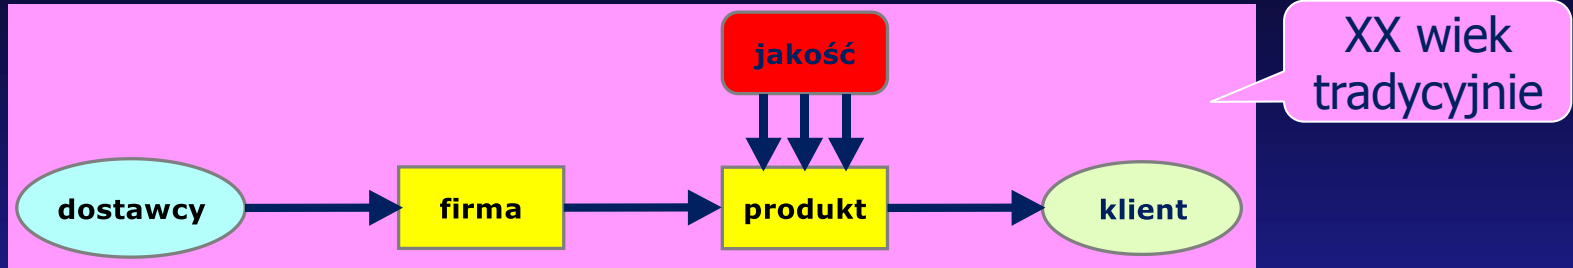 jakość
XX wiek
tradycyjnie
dostawcy
firma
produkt
klient